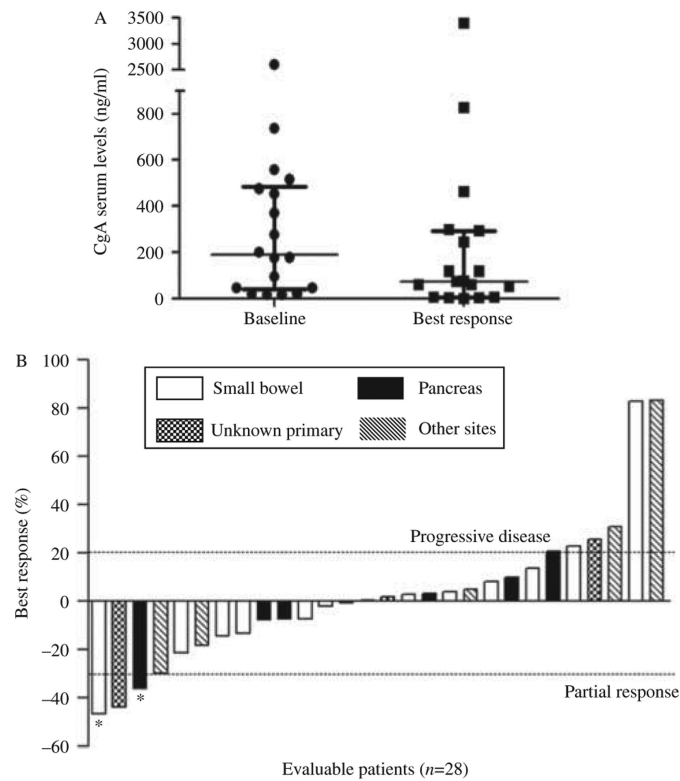 A
3500
3000
2500
800
600
400
200
0
CgA serum levels (ng/ml)
Baseline Best response
B
100
80
60
40
20
0
–20
–40
–60
Best response (%)
Small bowel Pancreas
Unknown primary Other sites
Progressive disease
Partial response
* *
Evaluable patients (n=28)